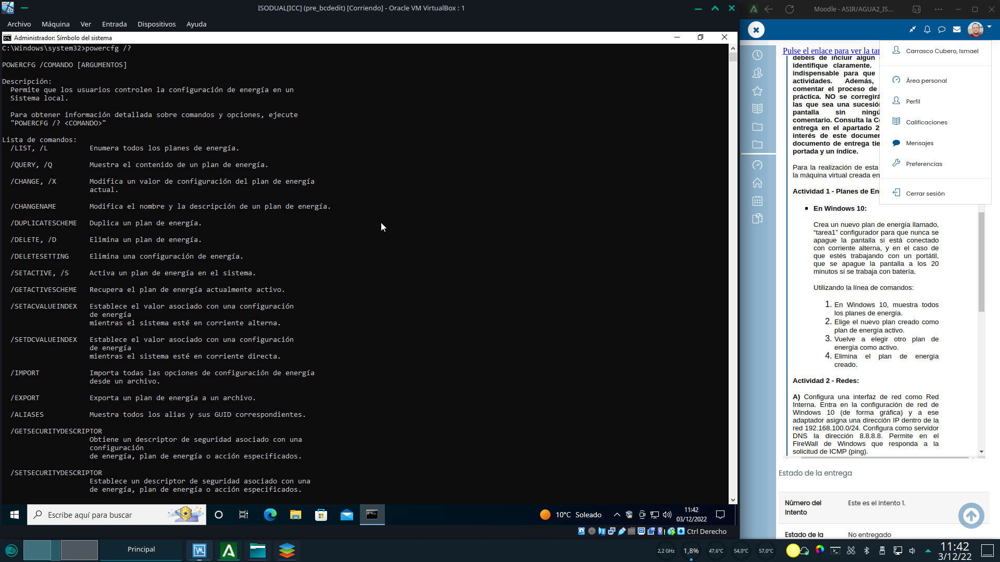 ISODUAL[ICC] (pre_bcdedit) [Corriendo] - Oracle VM VirtualBox : 1
Archivo Máquina Ver Entrada Dispositivos Ayuda
Administrador: Símbolo del sistema
C:\Windows\system32>powercfg /?
POWERCFG /COMANDO [ARGUMENTOS]
Descripción:
Permite que los usuarios controlen la configuración de energía en un
Sistema local.
Para obtener información detallada sobre comandos y opciones, ejecute
"POWERCFG /? <COMANDO>"
Lista de comandos:
/LIST, /L Enumera todos los planes de energía.
/QUERY, /Q Muestra el contenido de un plan de energía.
/CHANGE, /X Modifica un valor de configuración del plan de energía
actual.
/CHANGENAME Modifica el nombre y la descripción de un plan de energía.
/DUPLICATESCHEME Duplica un plan de energía.
/DELETE, /D Elimina un plan de energía.
/DELETESETTING Elimina una configuración de energía.
/SETACTIVE, /S Activa un plan de energía en el sistema.
/GETACTIVESCHEME Recupera el plan de energía actualmente activo.
/SETACVALUEINDEX Establece el valor asociado con una configuración
de energía
mientras el sistema esté en corriente alterna.
/SETDCVALUEINDEX Establece el valor asociado con una configuración
de energía
mientras el sistema esté en corriente directa.
/IMPORT Importa todas las opciones de configuración de energía
desde un archivo.
/EXPORT Exporta un plan de energía a un archivo.
/ALIASES Muestra todos los alias y sus GUID correspondientes.
/GETSECURITYDESCRIPTOR
Obtiene un descriptor de seguridad asociado con una
configuración
de energía, plan de energía o acción especificados.
/SETSECURITYDESCRIPTOR
Establece un descriptor de seguridad asociado con una
de energía, plan de energía o acción especificados.
Escribe aquí para buscar
10°C Soleado
11:42
03/12/2022
Ctrl Derecho
Moodle - ASIR/AGUA2_IS...
Pulse el enlace para ver la tar
debéis de incluir algún
identifique claramente.
indispensable para que
actividades. Además,
comentar el proceso de
práctica. NO se corregirá
las que sea una sucesión
pantalla sin ningú
comentario. Consulta la Co
entrega en el apartado 2
interés de este documen
documento de entrega tie
portada y un índice.
Para la realización de esta
la máquina virtual creada en
Actividad 1 - Planes de En
Carrasco Cubero, Ismael
Área personal
Perfil
Calificaciones
Mensajes
Preferencias
Cerrar sesión
En Windows 10:
Crea un nuevo plan de energía llamado,
“tarea1” configurador para que nunca se
apague la pantalla si está conectado
con corriente alterna, y en el caso de
que estés trabajando con un portátil,
que se apague la pantalla a los 20
minutos si se trabaja con batería.
Utilizando la línea de comandos:
1. En Windows 10, muestra todos
los planes de energía.
2. Elige el nuevo plan creado como
plan de energía activo.
3. Vuelve a elegir otro plan de
energía como activo.
4. Elimina el plan de energía
creado.
Actividad 2 - Redes:
A) Configura una interfaz de red como Red
Interna. Entra en la configuración de red de
Windows 10 (de forma gráfica) y a ese
adaptador asigna una dirección IP dentro de la
red 192.168.100.0/24. Configura como servidor
DNS la dirección 8.8.8.8. Permite en el
FireWall de Windows que responda a la
solicitud de ICMP (ping).
Estado de la entrega
Número del
Intento
Este es el intento 1.
Estado de la No entregado
Principal
2,2 GHz 1,8% 47,6°C 54,0°C 57,0°C
11:42
3/12/22